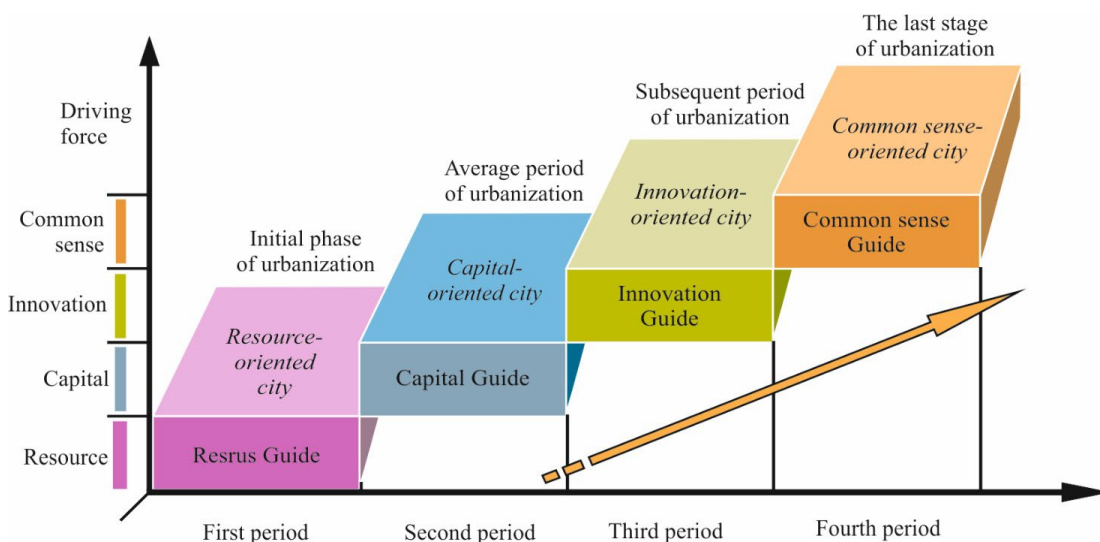 The last stage
of urbanization
Driving
force
Subsequent period
of urbanization
Common sense-
oriented city
Average period
of urbanization
Innovation-
oriented city
Common
sense
Common sense
Guide
Initial phase
of urbanization
Capital-
oriented city
Innovation
Innovation
Guide
Resource-
oriented
city
Capital
Capital Guide
Resource
Resrus Guide
First period
Second period
Third period
Fourth period